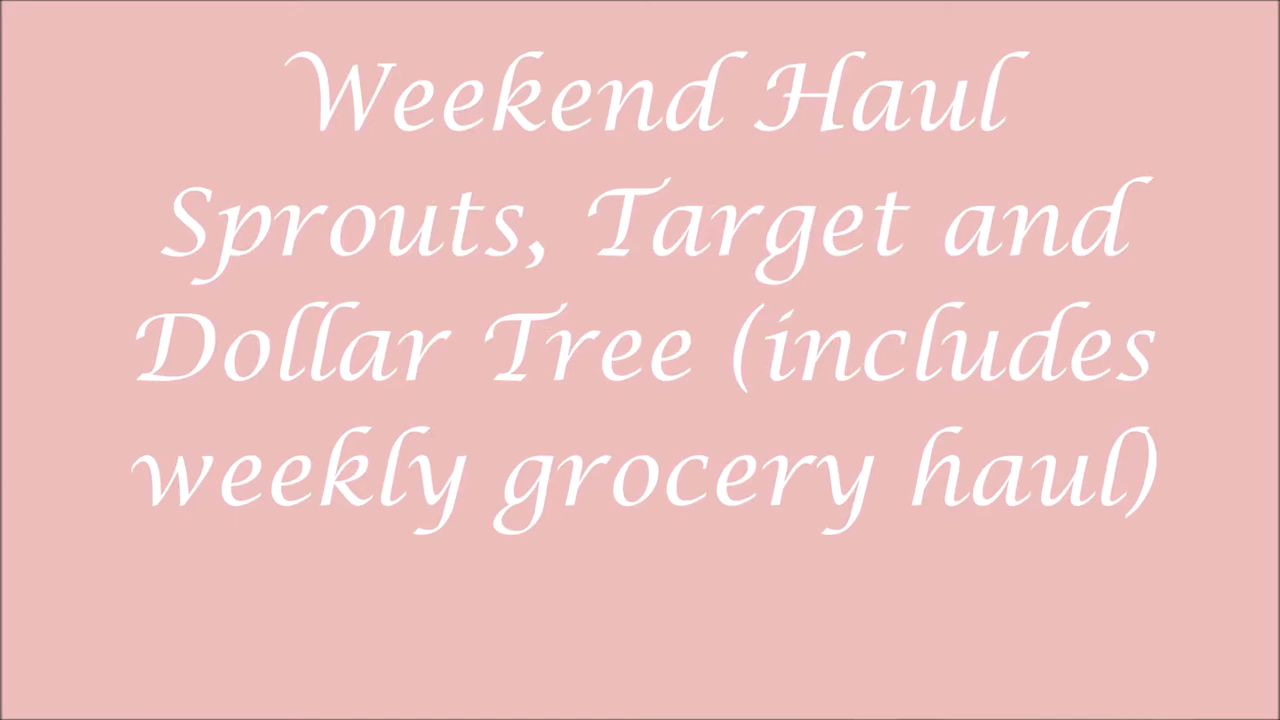 Weekend Haul
Sprouts, Target and
Dollar Tree (includes
weekly grocery haul)